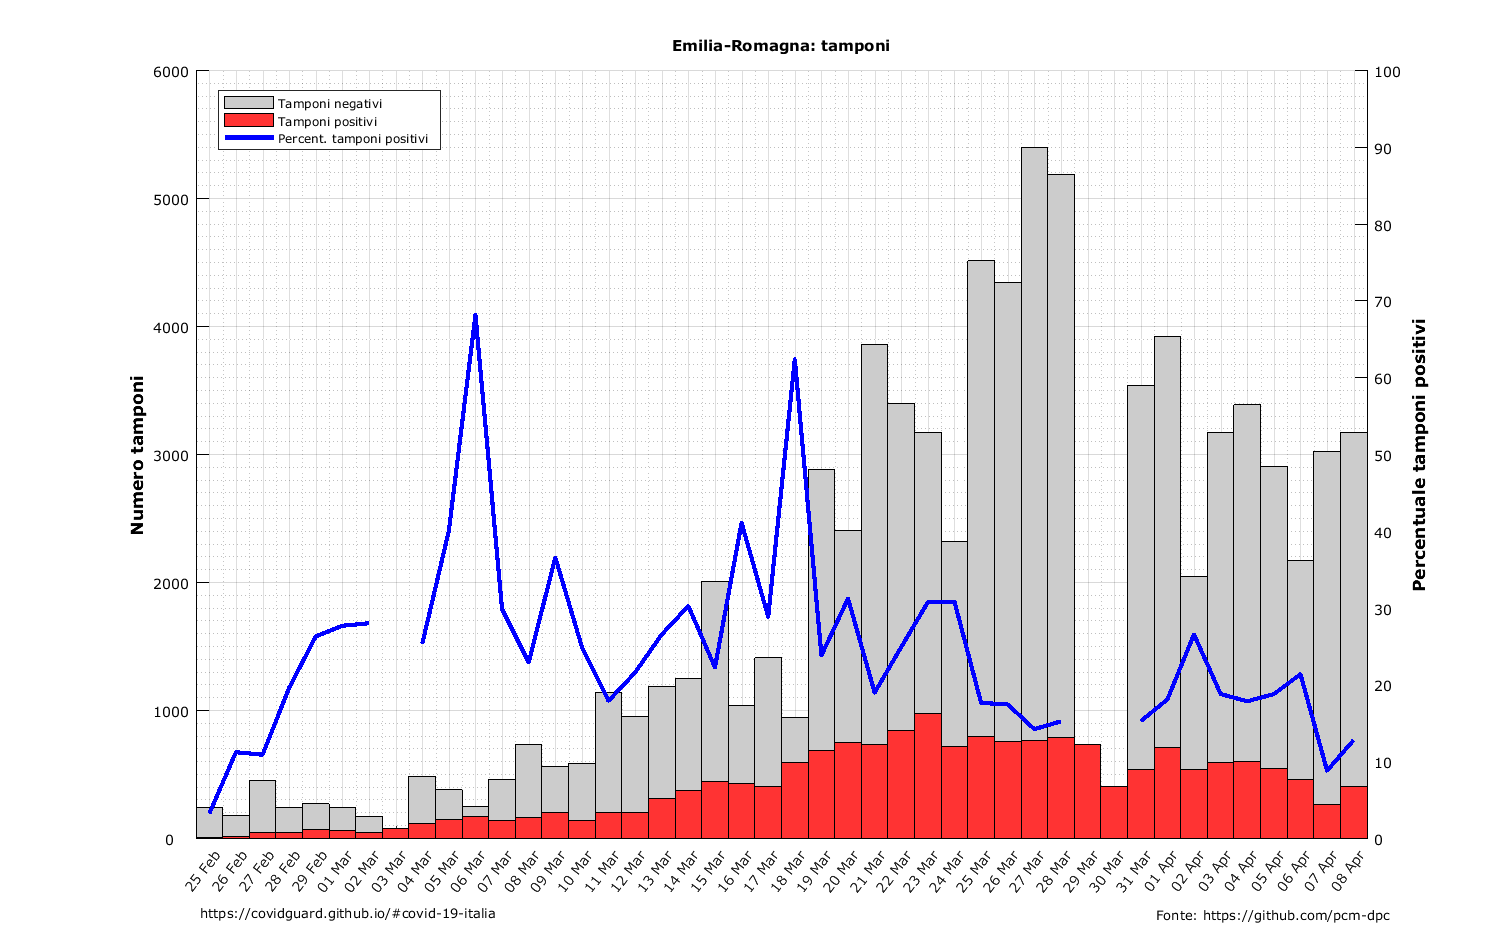 Emilia-Romagna: tamponi
6000
5000
4000
3000
2000
1000
0
Numero tamponi
Tamponi negativi
Tamponi positivi
Percent. tamponi positivi
100
90
80
70
60
50
40
30
20
10
0
Percentuale tamponi positivi
25 Feb
26 Feb
27 Feb
28 Feb
29 Feb
01 Mar
02 Mar
03 Mar
04 Mar
05 Mar
06 Mar
07 Mar
08 Mar
09 Mar
10 Mar
11 Mar
12 Mar
13 Mar
14 Mar
15 Mar
16 Mar
17 Mar
18 Mar
19 Mar
20 Mar
21 Mar
22 Mar
23 Mar
24 Mar
25 Mar
26 Mar
27 Mar
28 Mar
29 Mar
30 Mar
31 Mar
01 Apr
02 Apr
03 Apr
04 Apr
05 Apr
06 Apr
07 Apr
08 Apr
https://covidguard.github.io/#covid-19-italia
Fonte: https://github.com/pcm-dpc